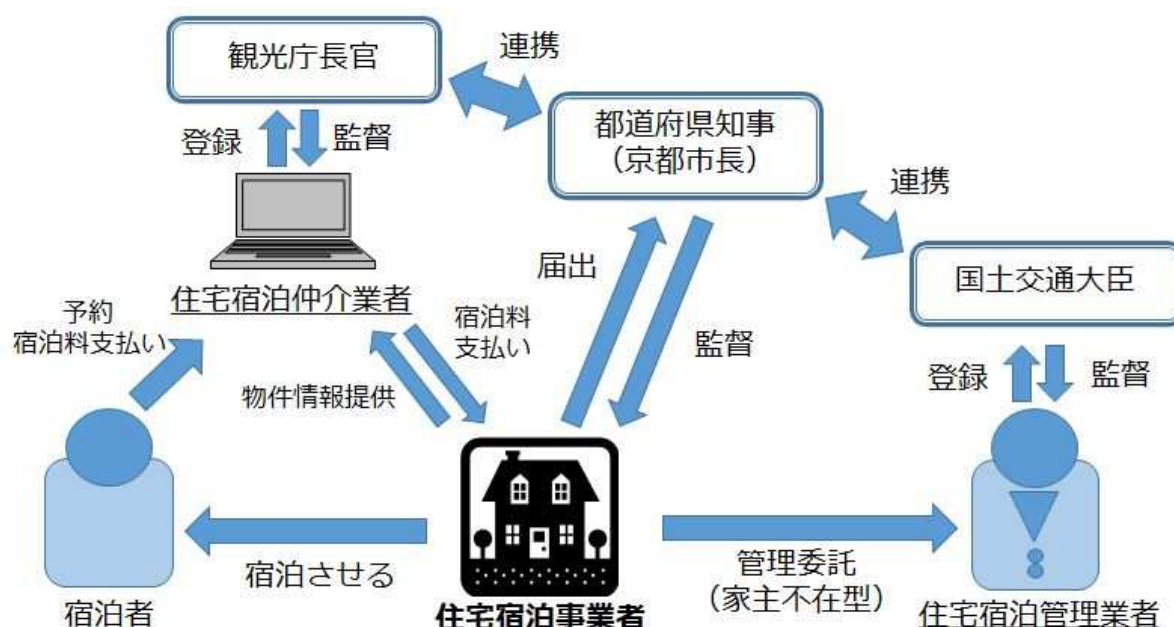 観光庁長官
連携
都道府県知事
（京都市長）
登録
監督
連携
届出
国土交通大臣
住宅宿泊仲介業者
予約
宿泊料支払い
宿泊料
支払い
監督
登録
監督
物件情報提供
宿泊させる
管理委託
（家主不在型）
宿泊者
住宅宿泊事業者
住宅宿泊管理業者